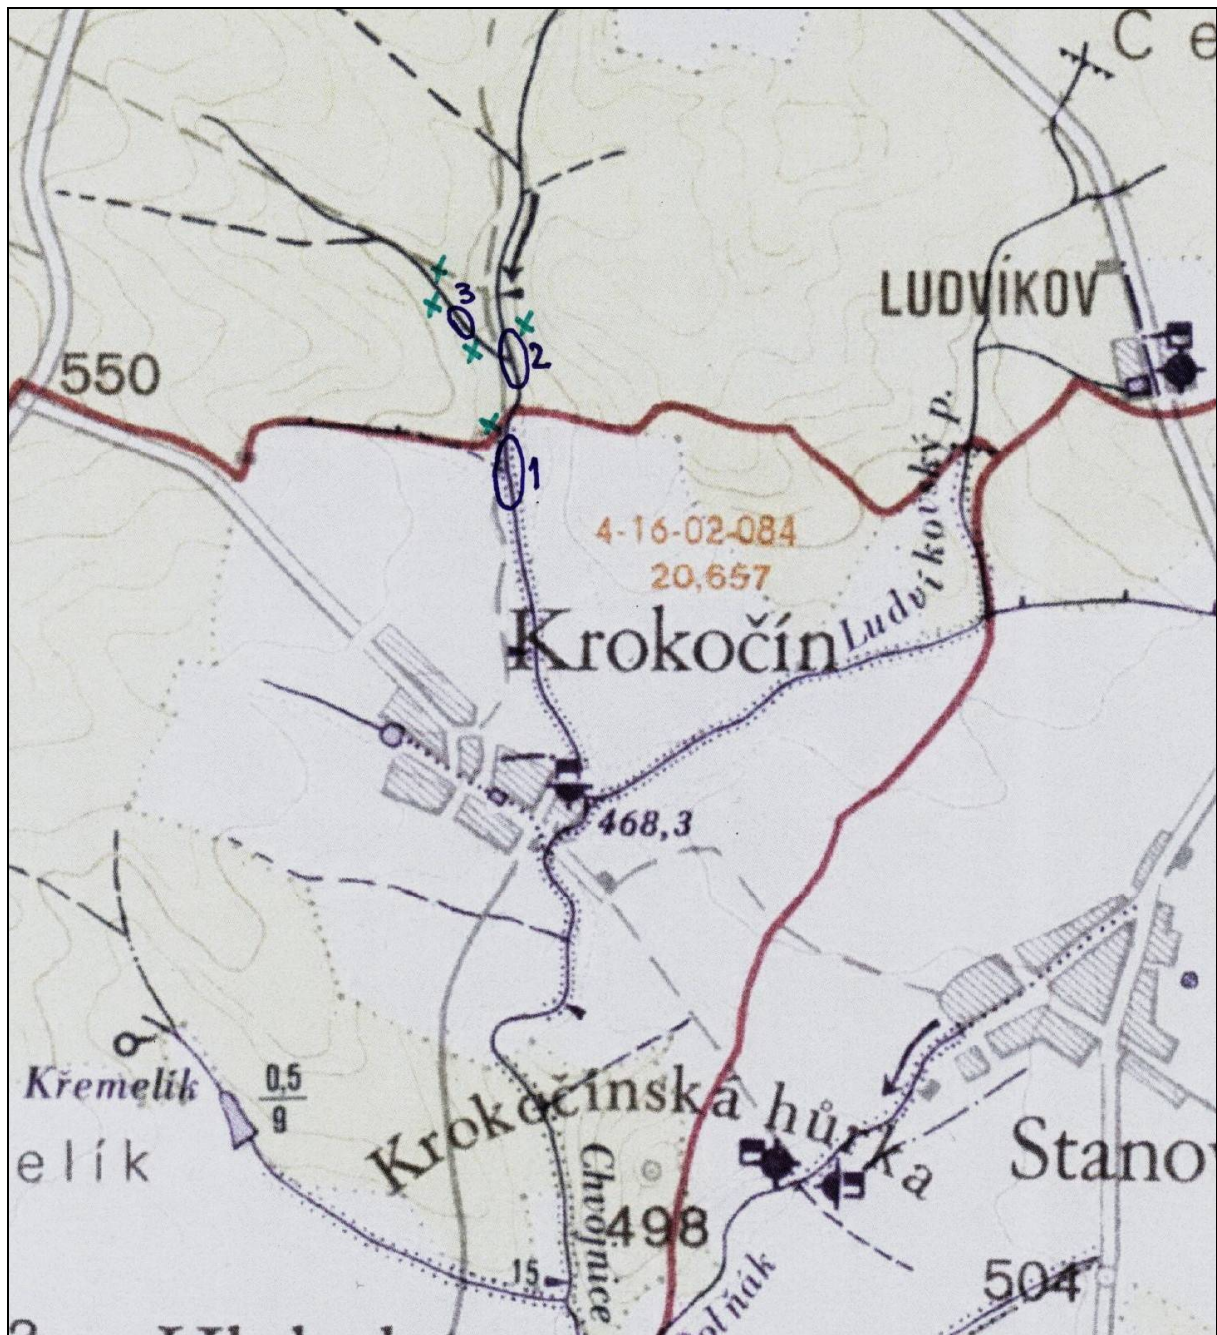 C e
LUDVÍKOV
3
2
550
1
Ludvíkovský p.
4-16-02-084
20,657
Krokočín
468,3
Křemelík
0,5
9
elík
Krokočínská hůrka
Stanov
Chvojnice
498
15
504
olňák